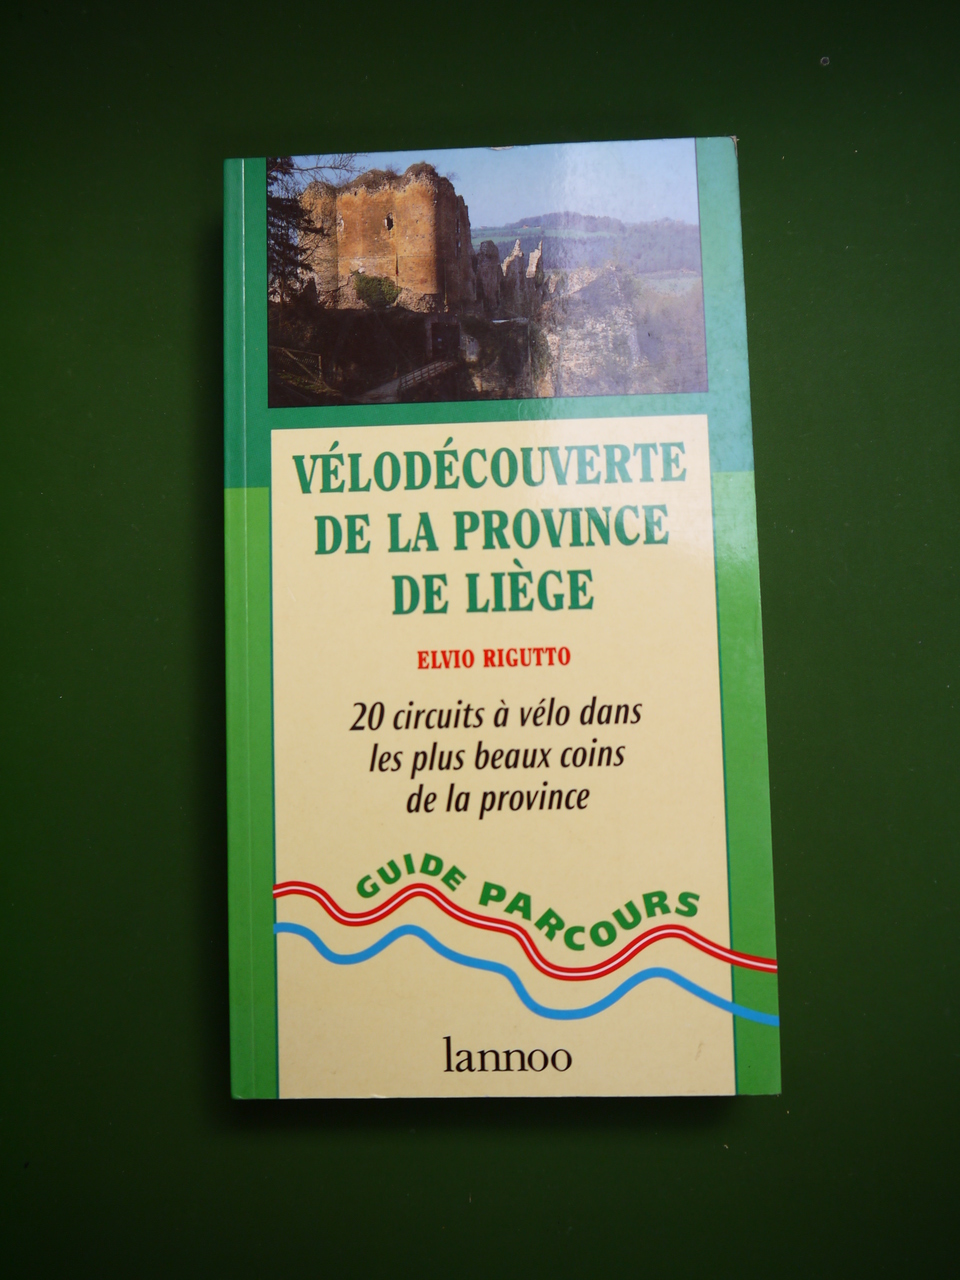 VÉLODÉCOUVERTE
DE LA PROVINCE
DE LIÈGE
ELVIO RIGUTTO
20 circuits à vélo dans
les plus beaux coins
de la province
GUIDE PARCOURS
lannoo